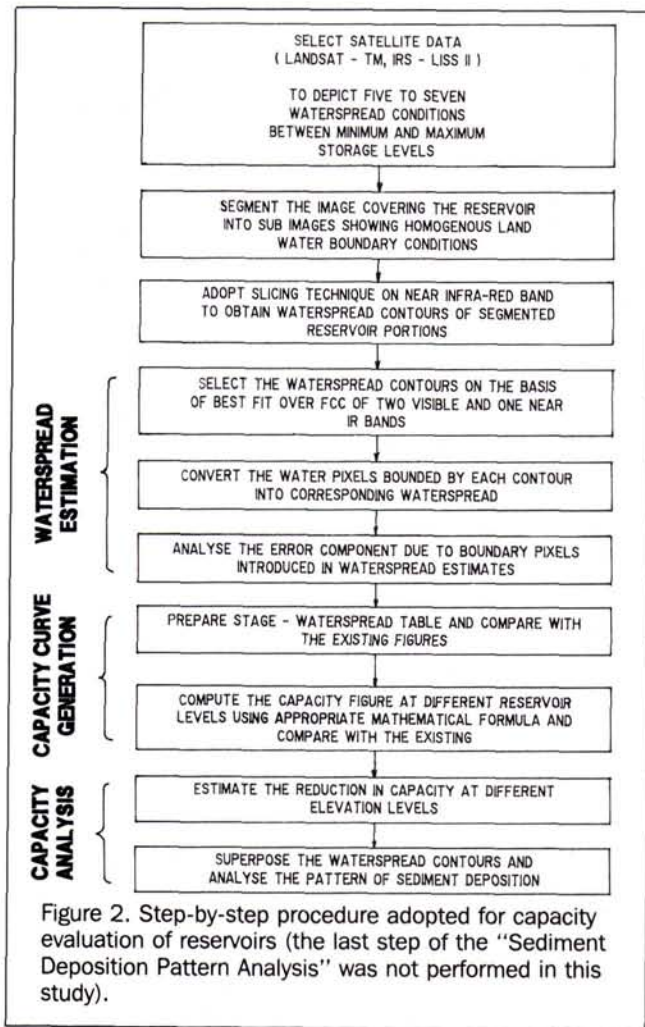 SELECT SATELLITE DATA
( LANDSAT - TM, IRS - LISS II )
TO DEPICT FIVE TO SEVEN
WATERSPREAD CONDITIONS
BETWEEN MINIMUM AND MAXIMUM
STORAGE LEVELS
SEGMENT THE IMAGE COVERING THE RESERVOIR
INTO SUB IMAGES SHOWING HOMOGENOUS LAND
WATER BOUNDARY CONDITIONS
ADOPT SLICING TECHNIQUE ON NEAR INFRA-RED BAND
TO OBTAIN WATERSPREAD CONTOURS OF SEGMENTED
RESERVOIR PORTIONS
WATERSPREAD
ESTIMATION
SELECT THE WATERSPREAD CONTOURS ON THE BASIS
OF BEST FIT OVER FCC OF TWO VISIBLE AND ONE NEAR
IR BANDS
CONVERT THE WATER PIXELS BOUNDED BY EACH CONTOUR
INTO CORRESPONDING WATERSPREAD
ANALYSE THE ERROR COMPONENT DUE TO BOUNDARY PIXELS
INTRODUCED IN WATERSPREAD ESTIMATES
CAPACITY CURVE
GENERATION
PREPARE STAGE - WATERSPREAD TABLE AND COMPARE WITH
THE EXISTING FIGURES
COMPUTE THE CAPACITY FIGURE AT DIFFERENT RESERVOIR
LEVELS USING APPROPRIATE MATHEMATICAL FORMULA AND
COMPARE WITH THE EXISTING
CAPACITY
ANALYSIS
ESTIMATE THE REDUCTION IN CAPACITY AT DIFFERENT
ELEVATION LEVELS
SUPERPOSE THE WATERSPREAD CONTOURS AND
ANALYSE THE PATTERN OF SEDIMENT DEPOSITION
Figure 2. Step-by-step procedure adopted for capacity
evaluation of reservoirs (the last step of the "Sediment
Deposition Pattern Analysis" was not performed in this
study).